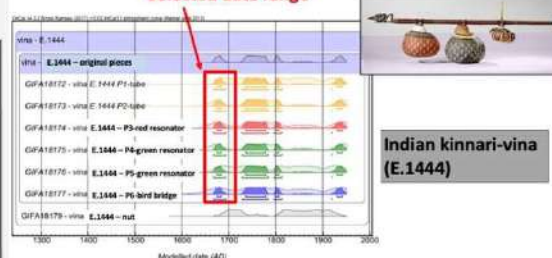 vina - E.1444
vina - E.1444 – original pieces
GIFA18172 - vina E.1444 P1-tube
GIFA18173 - vina E.1444 P2-tube
GIFA18174 - vina E.1444 – P3-red resonator
GIFA18175 - vina E.1444 – P4-green resonator
GIFA18176 - vina E.1444 – P5-green resonator
GIFA18177 - vina E.1444 – P6-bird bridge
GIFA18179 - vina E.1444 – nut
1300 1400 1500 1600 1700 1800 1900 2000
Modelled date (AD)
Indian kinnari-vina
(E.1444)